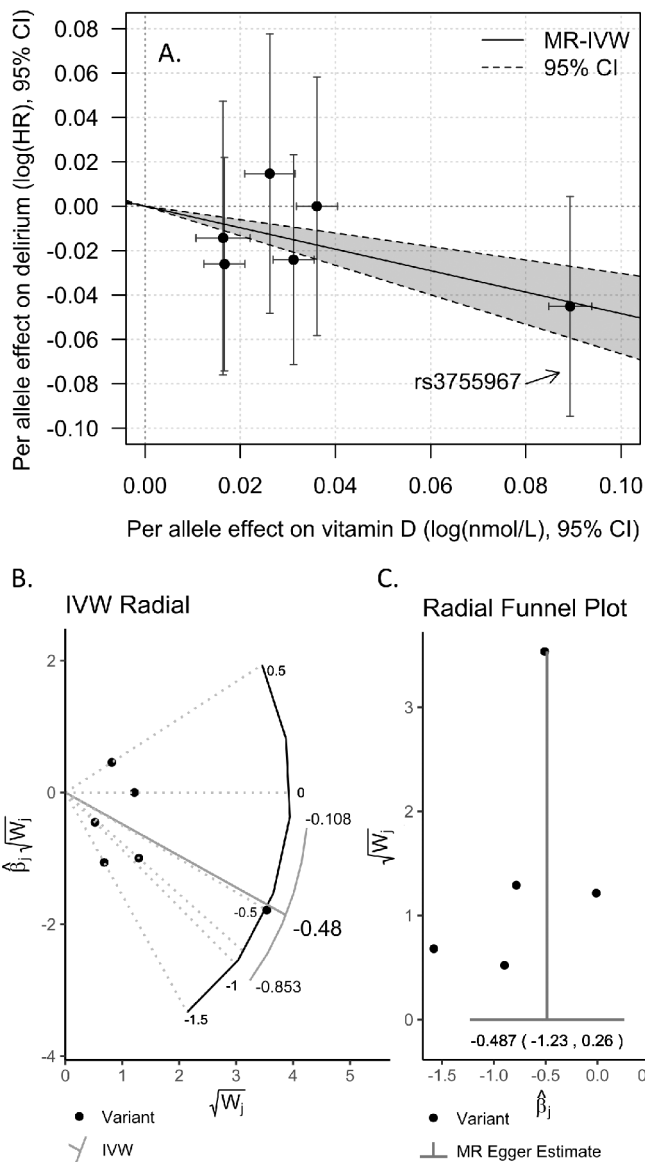 A.
MR-IVW
95% CI
Per allele effect on delirium (log(HR), 95% CI)
0.08
0.06
0.04
0.02
0.00
-0.02
-0.04
-0.06
-0.08
-0.10
rs3755967
0.00 0.02 0.04 0.06 0.08 0.10
Per allele effect on vitamin D (log(nmol/L), 95% CI)
B.
IVW Radial
β̂j√Wj
2
0
-2
-4
0.5
0
-0.108
-0.5
-0.48
-1
-0.853
-1.5
0 1 2 3 4 5
√Wj
Variant
IVW
C.
Radial Funnel Plot
√Wj
3
2
1
0
-0.487 ( -1.23 , 0.26 )
-1.5 -1.0 -0.5 0.0
β̂j
Variant
MR Egger Estimate